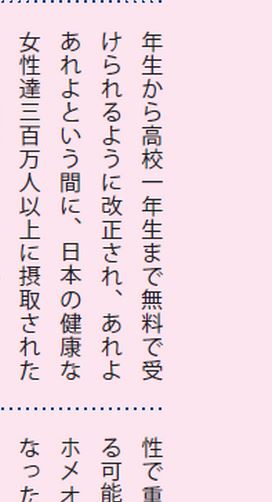 年生から高校一年生まで無料で受
けられるように改正され、あれよ
あれよという間に、日本の健康な
女性達三百万人以上に摂取された
性で重
る可能
ホメオ
なった